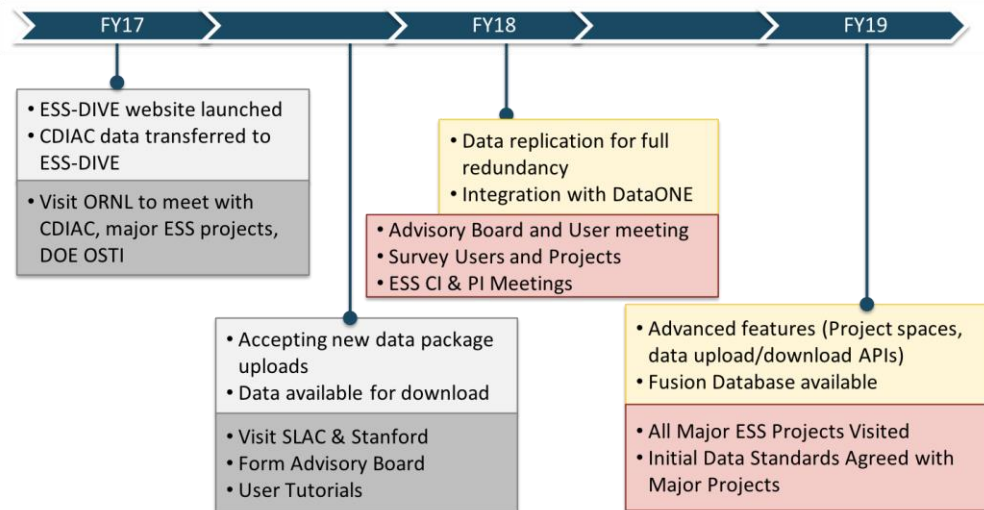 FY17
FY18
FY19
• ESS-DIVE website launched
• CDIAC data transferred to
ESS-DIVE
• Visit ORNL to meet with
CDIAC, major ESS projects,
DOE OSTI
• Accepting new data package
uploads
• Data available for download
• Visit SLAC & Stanford
• Form Advisory Board
• User Tutorials
• Data replication for full
redundancy
• Integration with DataONE
• Advisory Board and User meeting
• Survey Users and Projects
• ESS CI & PI Meetings
• Advanced features (Project spaces,
data upload/download APIs)
• Fusion Database available
• All Major ESS Projects Visited
• Initial Data Standards Agreed with
Major Projects